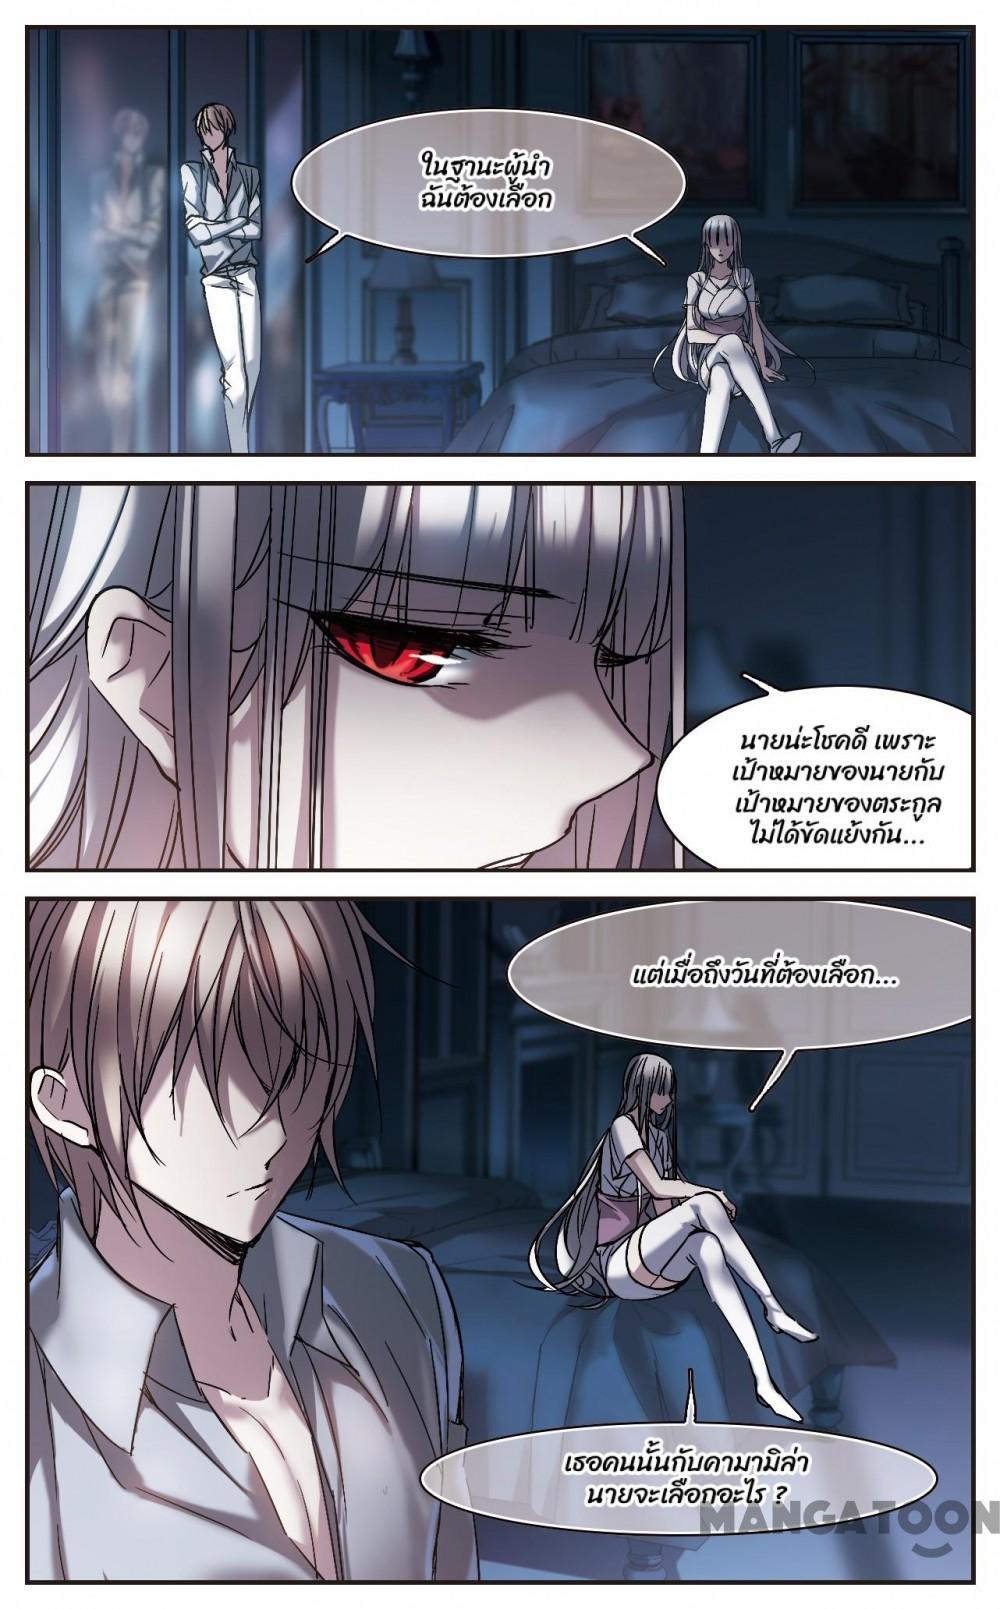 ในฐานะผู้นำ
ฉันต้องเลือก
นายน่ะโชคดี เพราะ
เป้าหมายของนายกับ
เป้าหมายของตระกูล
ไม่ได้ขัดแย้งกัน...
แต่เมื่อถึงวันที่ต้องเลือก...
เธอคนนั้นกับคามามิล่า
นายจะเลือกอะไร ?
MANGATOON